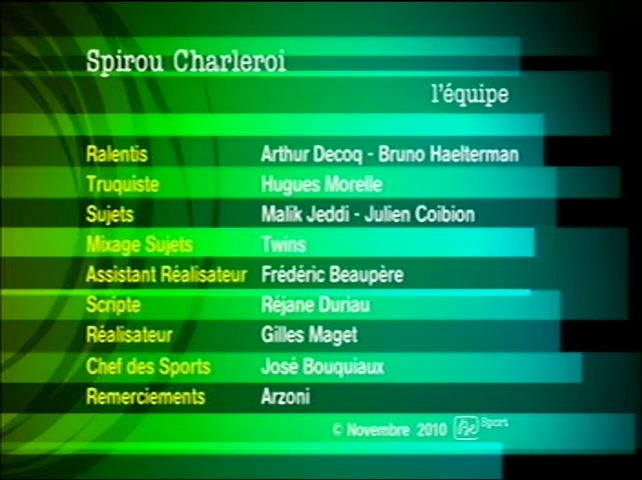 Spirou Charleroi
l'équipe
Ralentis Arthur Decoq - Bruno Haelterman
Truquiste Hugues Morelle
Sujets Malik Jeddi - Julien Coibion
Mixage Sujets Twins
Assistant Réalisateur Frédéric Beaupère
Scripte Réjane Duriau
Réalisateur Gilles Maget
Chef des Sports José Bouquiaux
Remerciements Arzoni
© Novembre 2010 Be Sport